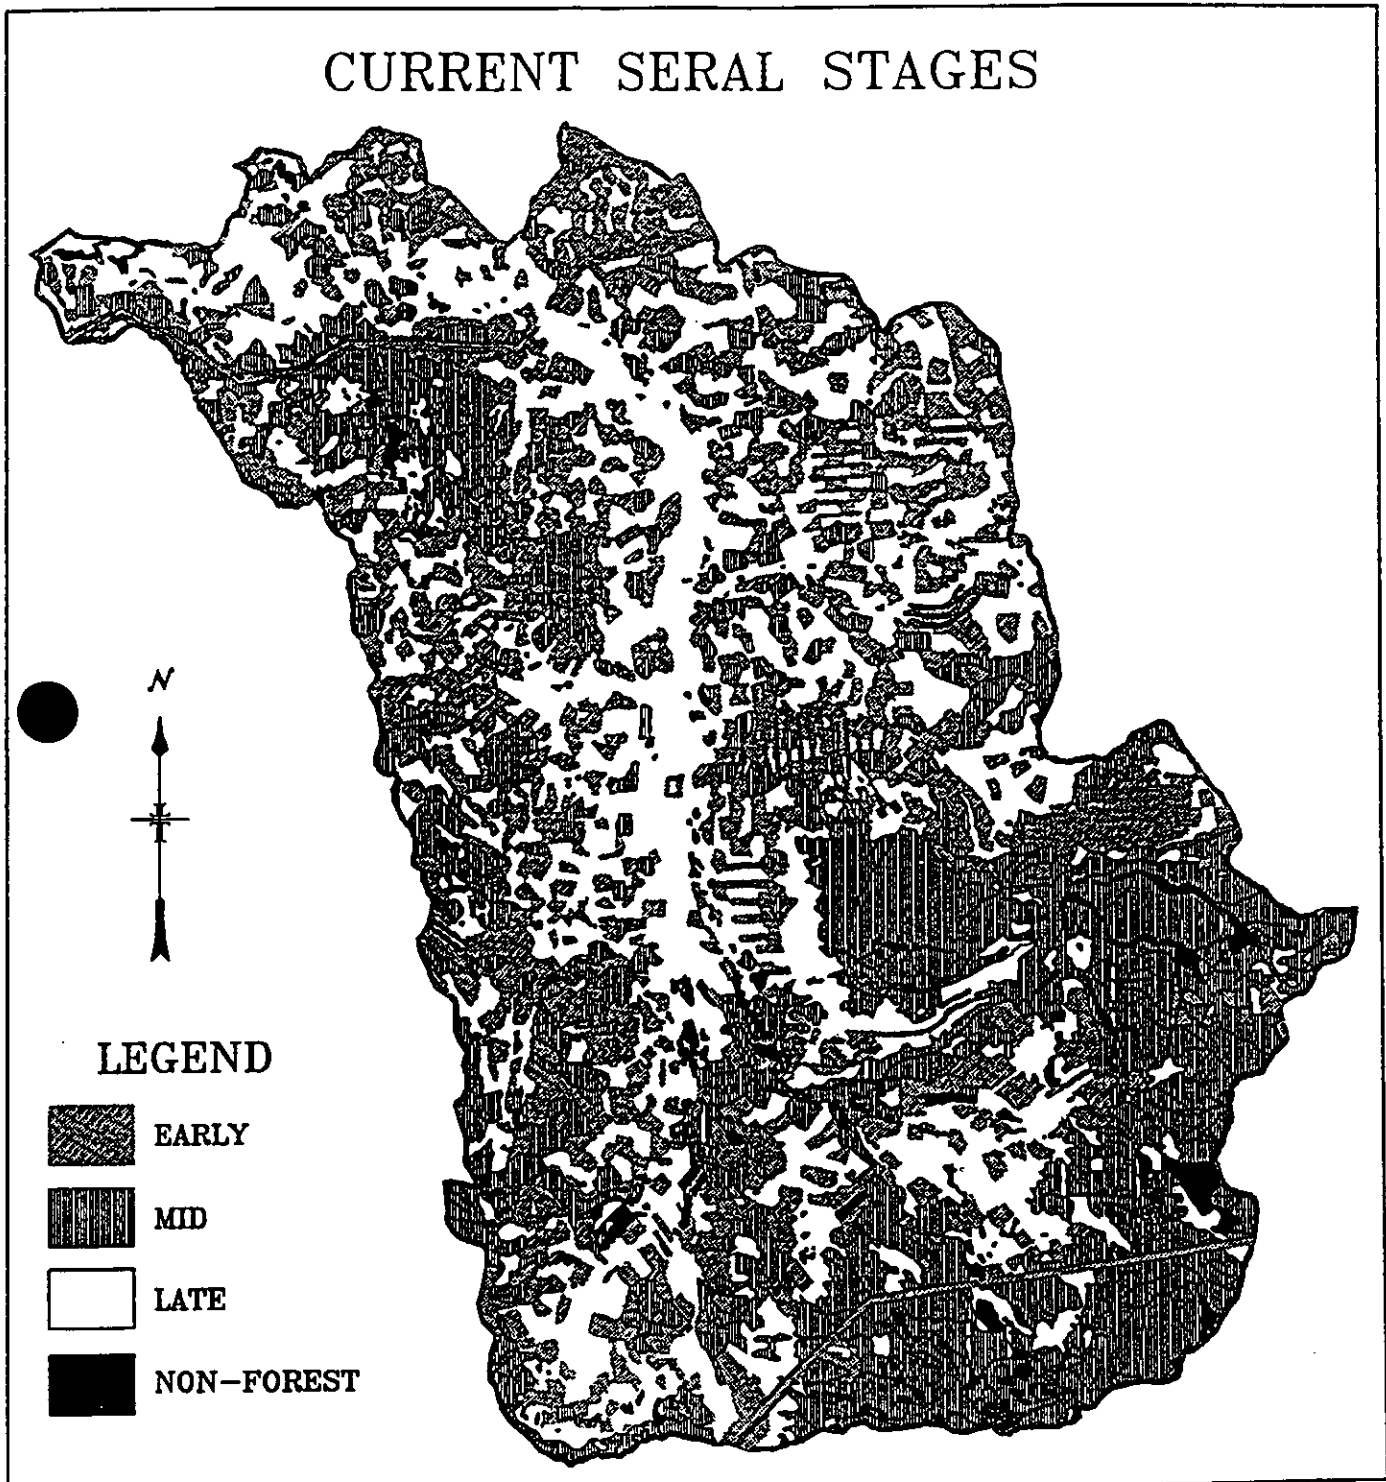 CURRENT SERAL STAGES
N
LEGEND
EARLY
MID
LATE
NON-FOREST